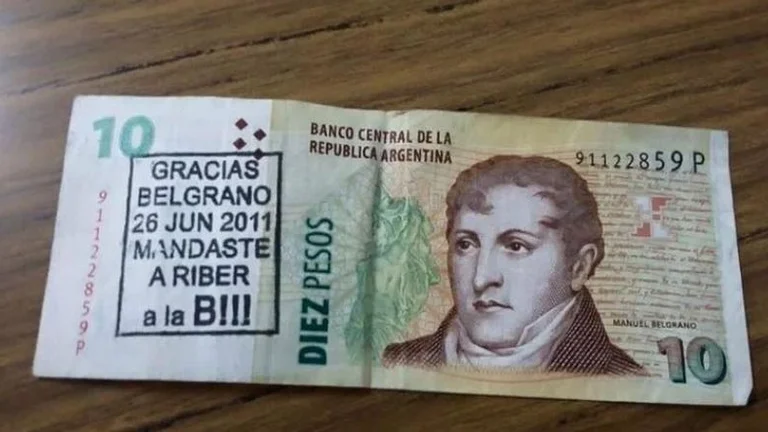 10
GRACIAS
BELGRANO
26 JUN 2011
MANDASTE
A RIBER
a la B!!!
91122859P
DIEZ PESOS
BANCO CENTRAL DE LA
REPUBLICA ARGENTINA
91122859 P
MANUEL BELGRANO
10